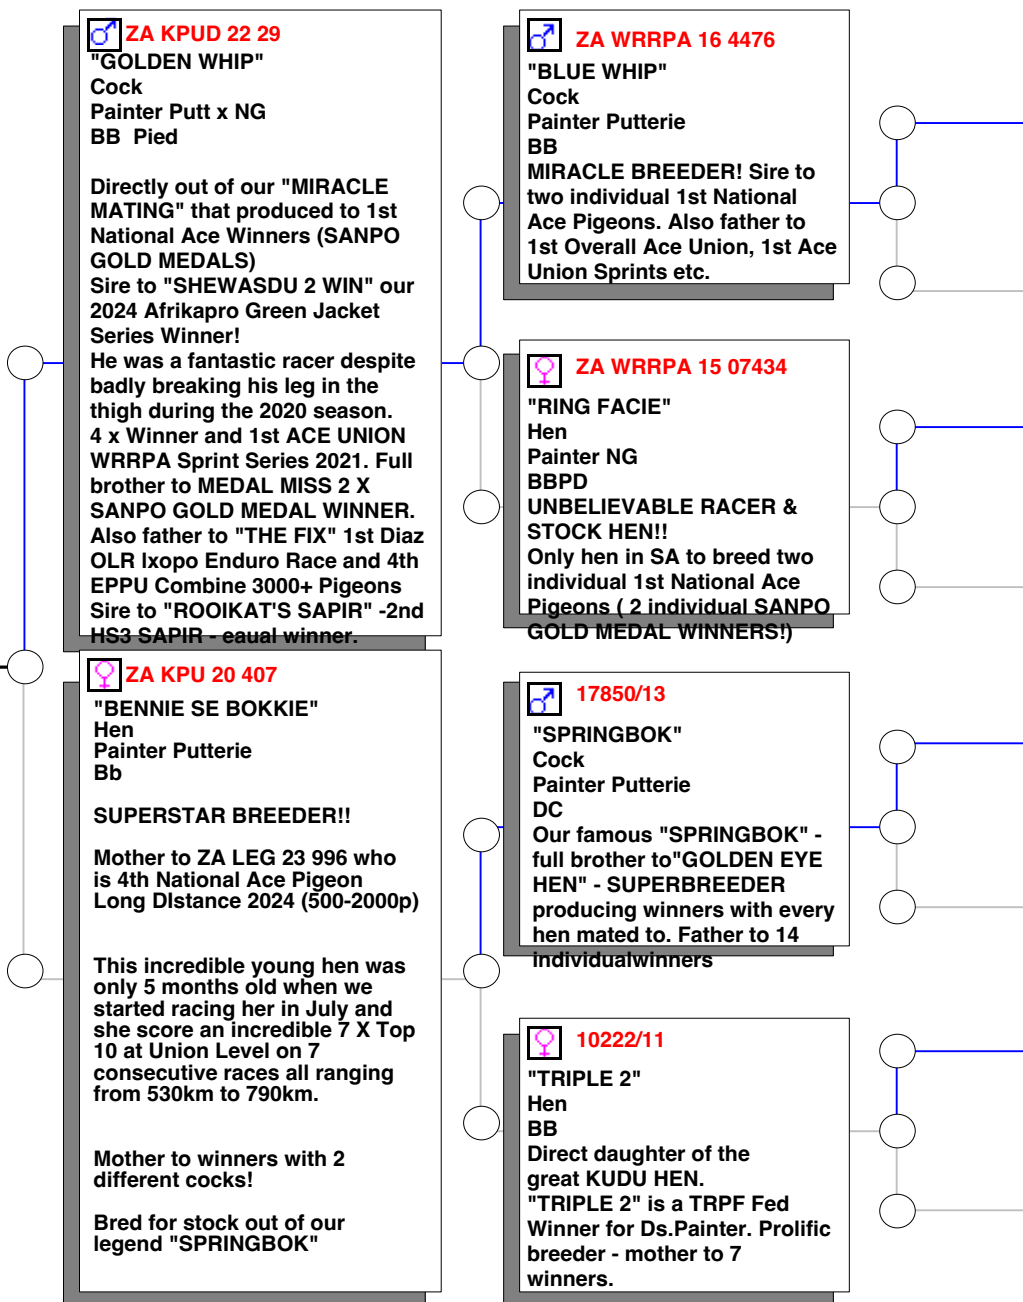 ZA KPUD 22 29
"GOLDEN WHIP"
Cock
Painter Putt x NG
BB  Pied
Directly out of our "MIRACLE
MATING" that produced to 1st
National Ace Winners (SANPO
GOLD MEDALS)
Sire to "SHEWASDU 2 WIN" our
2024 Afrikapro Green Jacket
Series Winner!
He was a fantastic racer despite
badly breaking his leg in the
thigh during the 2020 season.
4 x Winner and 1st ACE UNION
WRRPA Sprint Series 2021. Full
brother to MEDAL MISS 2 X
SANPO GOLD MEDAL WINNER.
Also father to "THE FIX" 1st Diaz
OLR Ixopo Enduro Race and 4th
EPPU Combine 3000+ Pigeons
Sire to "ROOIKAT'S SAPIR" -2nd
HS3 SAPIR - eaual winner.
ZA KPU 20 407
"BENNIE SE BOKKIE"
Hen
Painter Putterie
Bb
SUPERSTAR BREEDER!!
Mother to ZA LEG 23 996 who
is 4th National Ace Pigeon
Long DIstance 2024 (500-2000p)
This incredible young hen was
only 5 months old when we
started racing her in July and
she score an incredible 7 X Top
10 at Union Level on 7
consecutive races all ranging
from 530km to 790km.
Mother to winners with 2
different cocks!
Bred for stock out of our
legend "SPRINGBOK"
ZA WRRPA 16 4476
"BLUE WHIP"
Cock
Painter Putterie
BB
MIRACLE BREEDER! Sire to
two individual 1st National
Ace Pigeons. Also father to
1st Overall Ace Union, 1st Ace
Union Sprints etc.
ZA WRRPA 15 07434
"RING FACIE"
Hen
Painter NG
BBPD
UNBELIEVABLE RACER &
STOCK HEN!!
Only hen in SA to breed two
individual 1st National Ace
Pigeons ( 2 individual SANPO
GOLD MEDAL WINNERS!)
17850/13
"SPRINGBOK"
Cock
Painter Putterie
DC
Our famous "SPRINGBOK" -
full brother to"GOLDEN EYE
HEN" - SUPERBREEDER
producing winners with every
hen mated to. Father to 14
individualwinners
10222/11
"TRIPLE 2"
Hen
BB
Direct daughter of the
great KUDU HEN.
"TRIPLE 2" is a TRPF Fed
Winner for Ds.Painter. Prolific
breeder - mother to 7
winners.